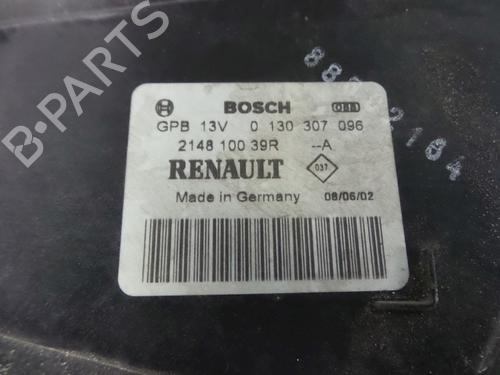 BOSCH
GPB 13V 0 130 307 096
2148 100 39R --A
RENAULT
037
Made in Germany 08/06/02
B-PARTS